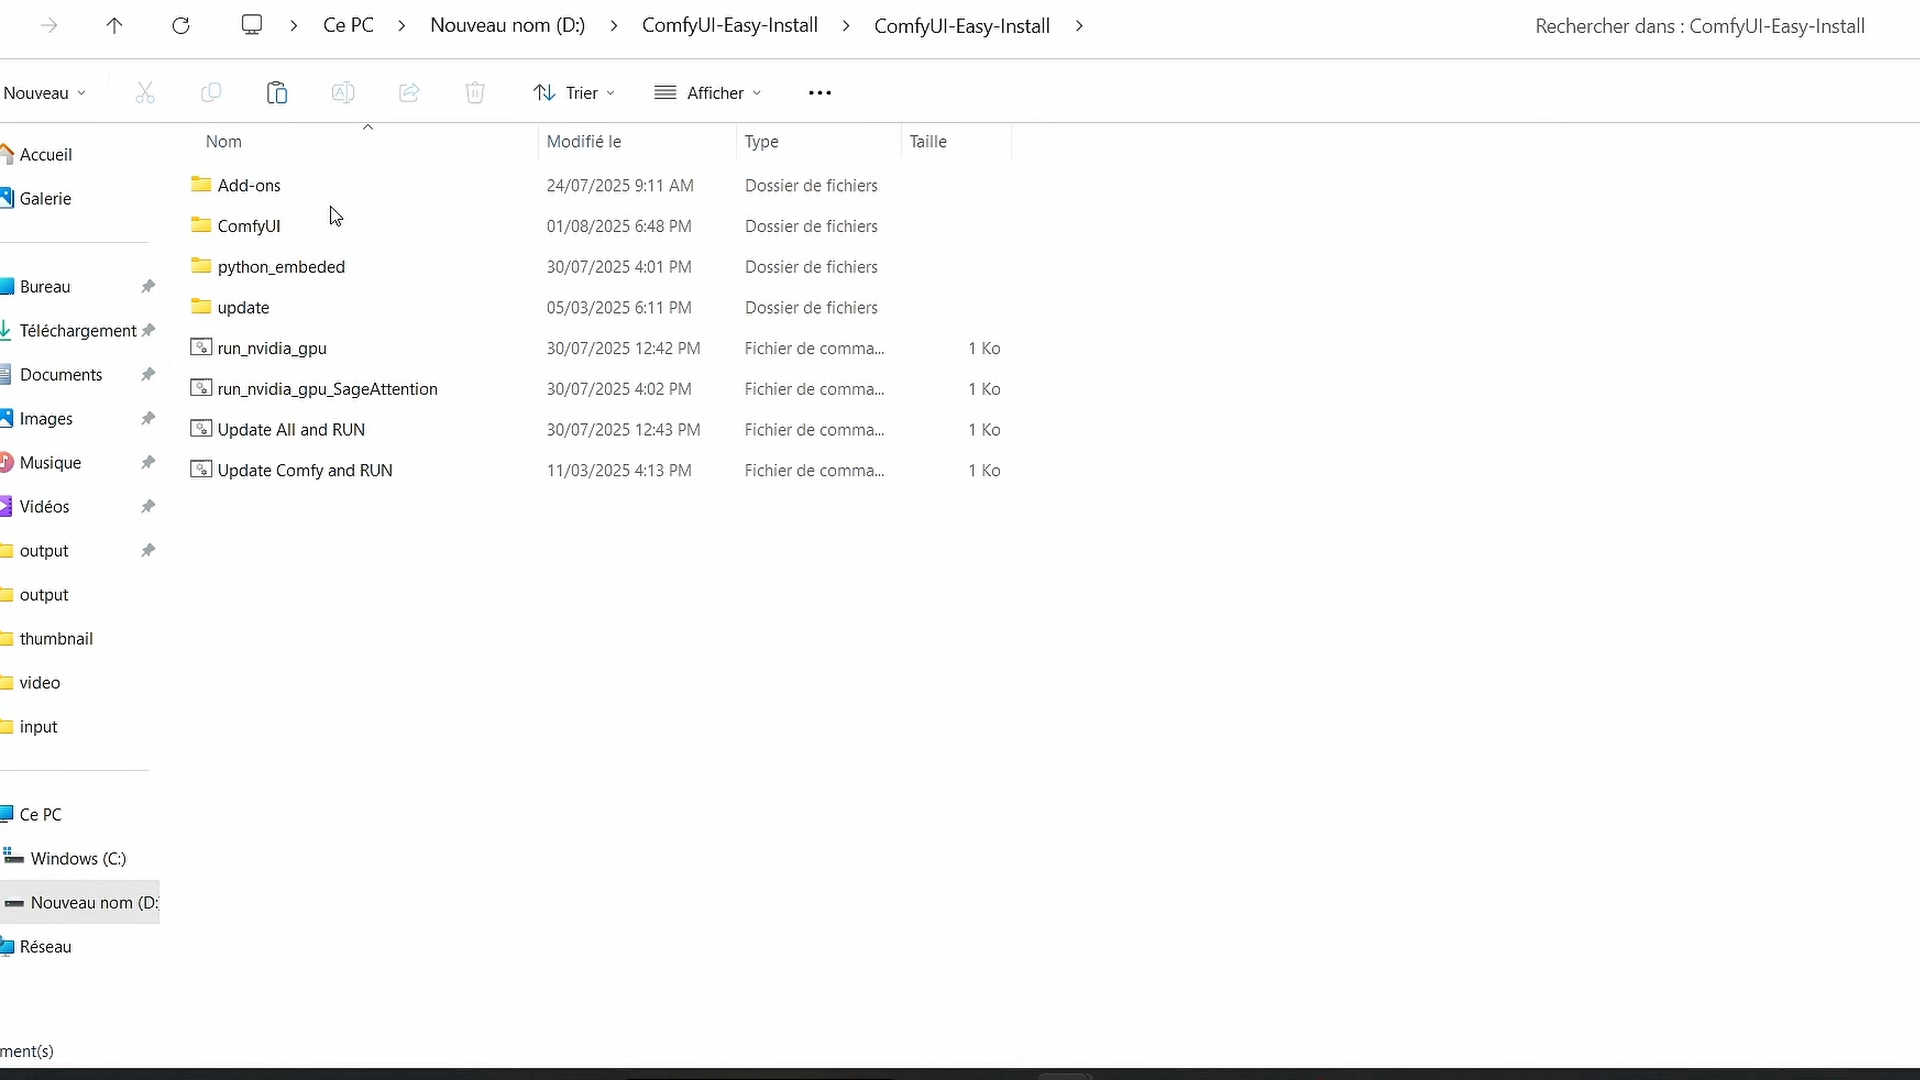 Ce PC Nouveau nom (D:) ComfyUI-Easy-Install ComfyUI-Easy-Install Rechercher dans : ComfyUI-Easy-Install
Nouveau Trier Afficher
Nom Modifié le Type Taille
Accueil
Galerie
Bureau
Téléchargement
Documents
Images
Musique
Vidéos
output
output
thumbnail
video
input
Ce PC
Windows (C:)
Nouveau nom (D:
Réseau
Add-ons 24/07/2025 9:11 AM Dossier de fichiers
ComfyUI 01/08/2025 6:48 PM Dossier de fichiers
python_embeded 30/07/2025 4:01 PM Dossier de fichiers
update 05/03/2025 6:11 PM Dossier de fichiers
run_nvidia_gpu 30/07/2025 12:42 PM Fichier de comma... 1 Ko
run_nvidia_gpu_SageAttention 30/07/2025 4:02 PM Fichier de comma... 1 Ko
Update All and RUN 30/07/2025 12:43 PM Fichier de comma... 1 Ko
Update Comfy and RUN 11/03/2025 4:13 PM Fichier de comma... 1 Ko
ment(s)